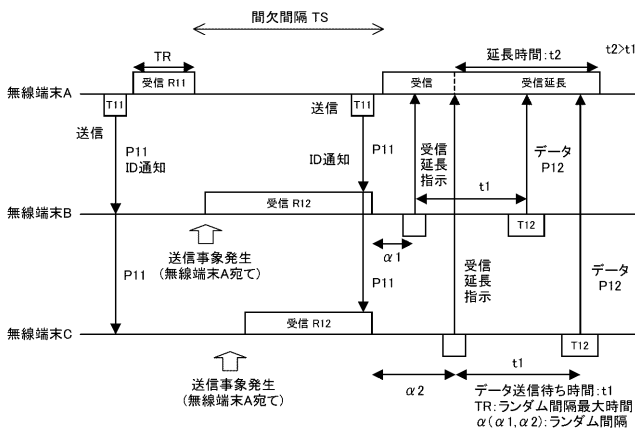 間欠間隔 TS
TR
延長時間:t2
t2>t1
受信 R11
受信
受信延長
無線端末A
T11
送信
T11
送信
P11
ID通知
ID通知
P11
受信
延長
指示
データ
P12
t1
受信 R12
無線端末B
T12
α1
送信事象発生
(無線端末A宛て)
P11
P11
受信
延長
指示
データ
P12
受信 R12
無線端末C
T12
α2
t1
送信事象発生
(無線端末A宛て)
データ送信待ち時間:t1
TR:ランダム間隔最大時間
α(α1,α2):ランダム間隔